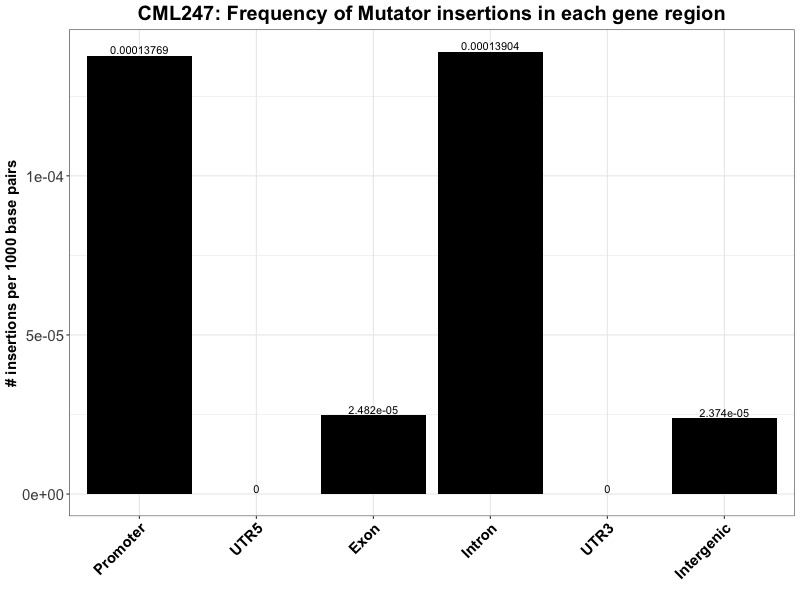 CML247: Frequency of Mutator insertions in each gene region
# insertions per 1000 base pairs
1e-04
5e-05
0e+00
0.00013769
0
2.482e-05
0.00013904
0
2.374e-05
Promoter
UTR5
Exon
Intron
UTR3
Intergenic